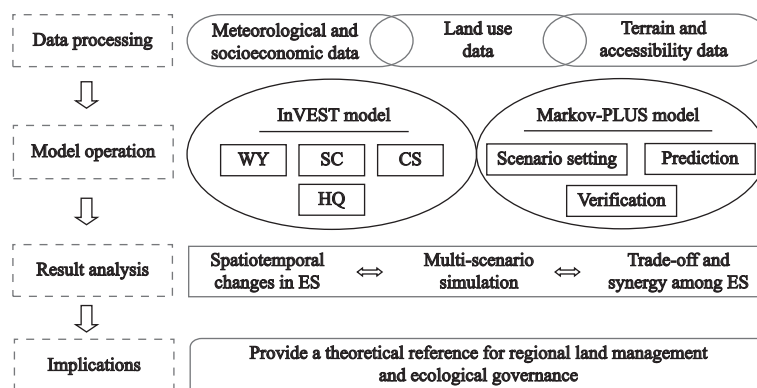 Data processing
Meteorological and
socioeconomic data
Land use
data
Terrain and
accessibility data
Model operation
InVEST model
WY
SC
CS
HQ
Markov-PLUS model
Scenario setting
Prediction
Verification
Result analysis
Spatiotemporal
changes in ES
Multi-scenario
simulation
Trade-off and
synergy among ES
Implications
Provide a theoretical reference for regional land management
and ecological governance